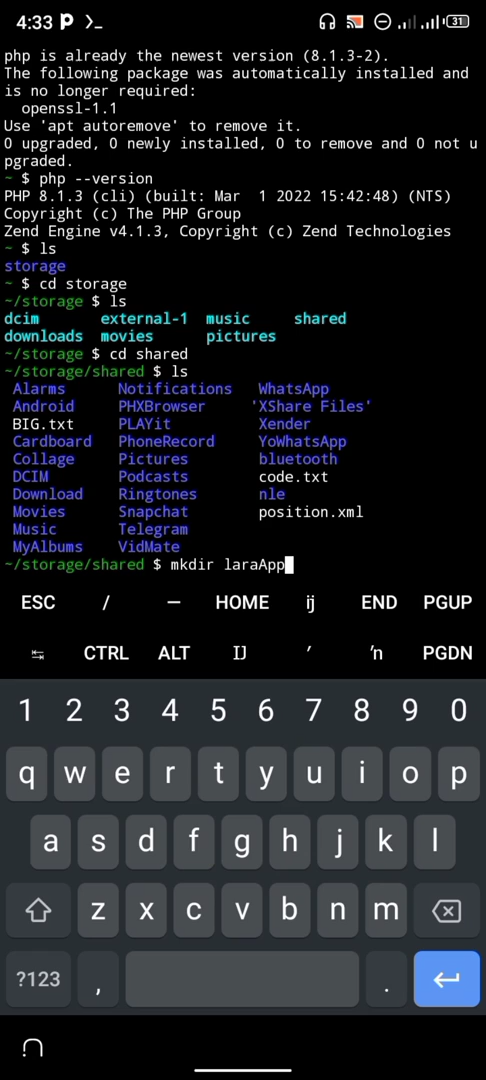 4:33
31
php is already the newest version (8.1.3-2).
The following package was automatically installed and
is no longer required:
openssl-1.1
Use 'apt autoremove' to remove it.
0 upgraded, 0 newly installed, 0 to remove and 0 not u
pgraded.
~ $ php --version
PHP 8.1.3 (cli) (built: Mar  1 2022 15:42:48) (NTS)
Copyright (c) The PHP Group
Zend Engine v4.1.3, Copyright (c) Zend Technologies
~ $ ls
storage
~ $ cd storage
~/storage $ ls
dcim external-1 music shared
downloads movies pictures
~/storage $ cd shared
~/storage/shared $ ls
Alarms Notifications WhatsApp
Android PHXBrowser 'XShare Files'
BIG.txt PLAYit Xender
Cardboard PhoneRecord YoWhatsApp
Collage Pictures bluetooth
DCIM Podcasts code.txt
Download Ringtones nle
Movies Snapchat position.xml
Music Telegram
MyAlbums VidMate
~/storage/shared $ mkdir laraApp
ESC / — HOME ij END PGUP
↹ CTRL ALT IJ ′ ŉ PGDN
1 2 3 4 5 6 7 8 9 0
q w e r t y u i o p
a s d f g h j k l
z x c v b n m
?123 , .